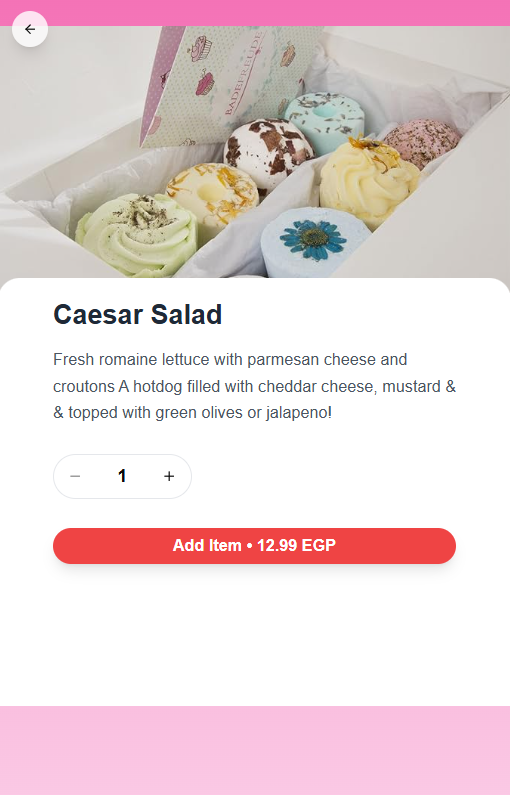 BADEFREUDE
Caesar Salad
Fresh romaine lettuce with parmesan cheese and
croutons A hotdog filled with cheddar cheese, mustard &
& topped with green olives or jalapeno!
1
Add Item • 12.99 EGP